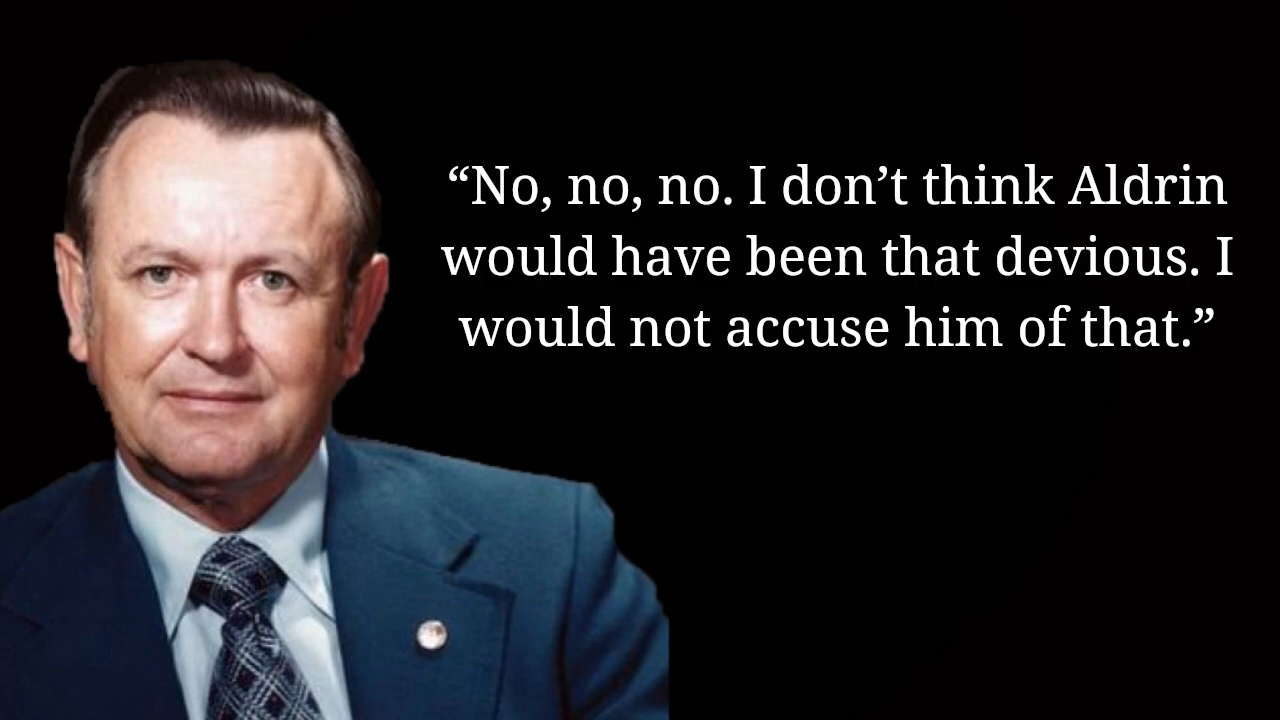 “No, no, no. I don’t think Aldrin
would have been that devious. I
would not accuse him of that.”